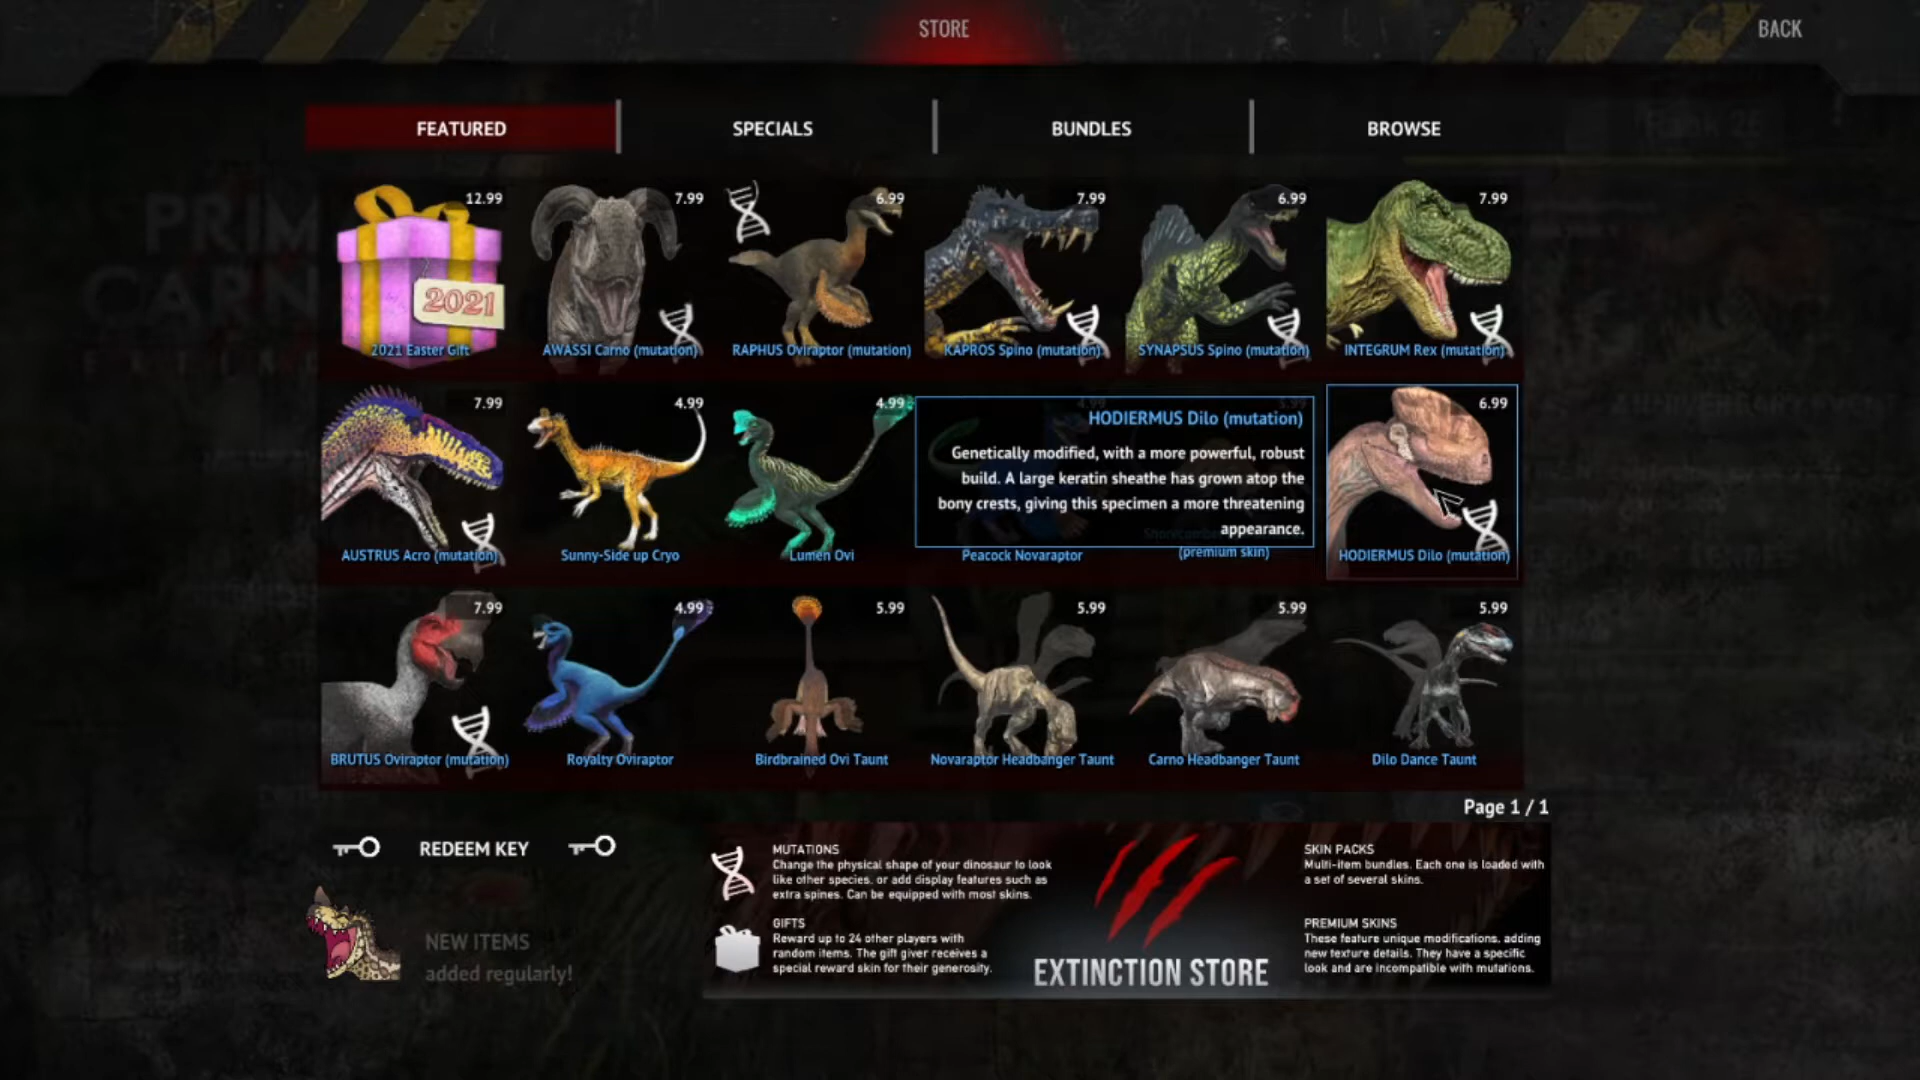 STORE
BACK
FEATURED
SPECIALS
BUNDLES
BROWSE
PRIM
CARN
12.99
7.99
6.99
7.99
6.99
7.99
2021
2021 Easter Gift
AWASSI Carno (mutation)
RAPHUS Oviraptor (mutation)
KAPROS Spino (mutation)
SYNAPSUS Spino (mutation)
INTEGRUM Rex (mutation)
7.99
4.99
4.99
6.99
HODIERMUS Dilo (mutation)
Genetically modified, with a more powerful, robust
build. A large keratin sheathe has grown atop the
bony crests, giving this specimen a more threatening
appearance.
AUSTRUS Acro (mutation)
Sunny-Side up Cryo
Lumen Ovi
Peacock Novaraptor
(premium skin)
HODIERMUS Dilo (mutation)
7.99
4.99
5.99
5.99
5.99
5.99
BRUTUS Oviraptor (mutation)
Royalty Oviraptor
Birdbrained Ovi Taunt
Novaraptor Headbanger Taunt
Carno Headbanger Taunt
Dilo Dance Taunt
Page 1 / 1
REDEEM KEY
NEW ITEMS
added regularly!
MUTATIONS
Change the physical shape of your dinosaur to look
like other species, or add display features such as
extra spines. Can be equipped with most skins.
GIFTS
Reward up to 24 other players with
random items. The gift giver receives a
special reward skin for their generosity.
EXTINCTION STORE
SKIN PACKS
Multi-item bundles. Each one is loaded with
a set of several skins.
PREMIUM SKINS
These feature unique modifications, adding
new texture details. They have a specific
look and are incompatible with mutations.